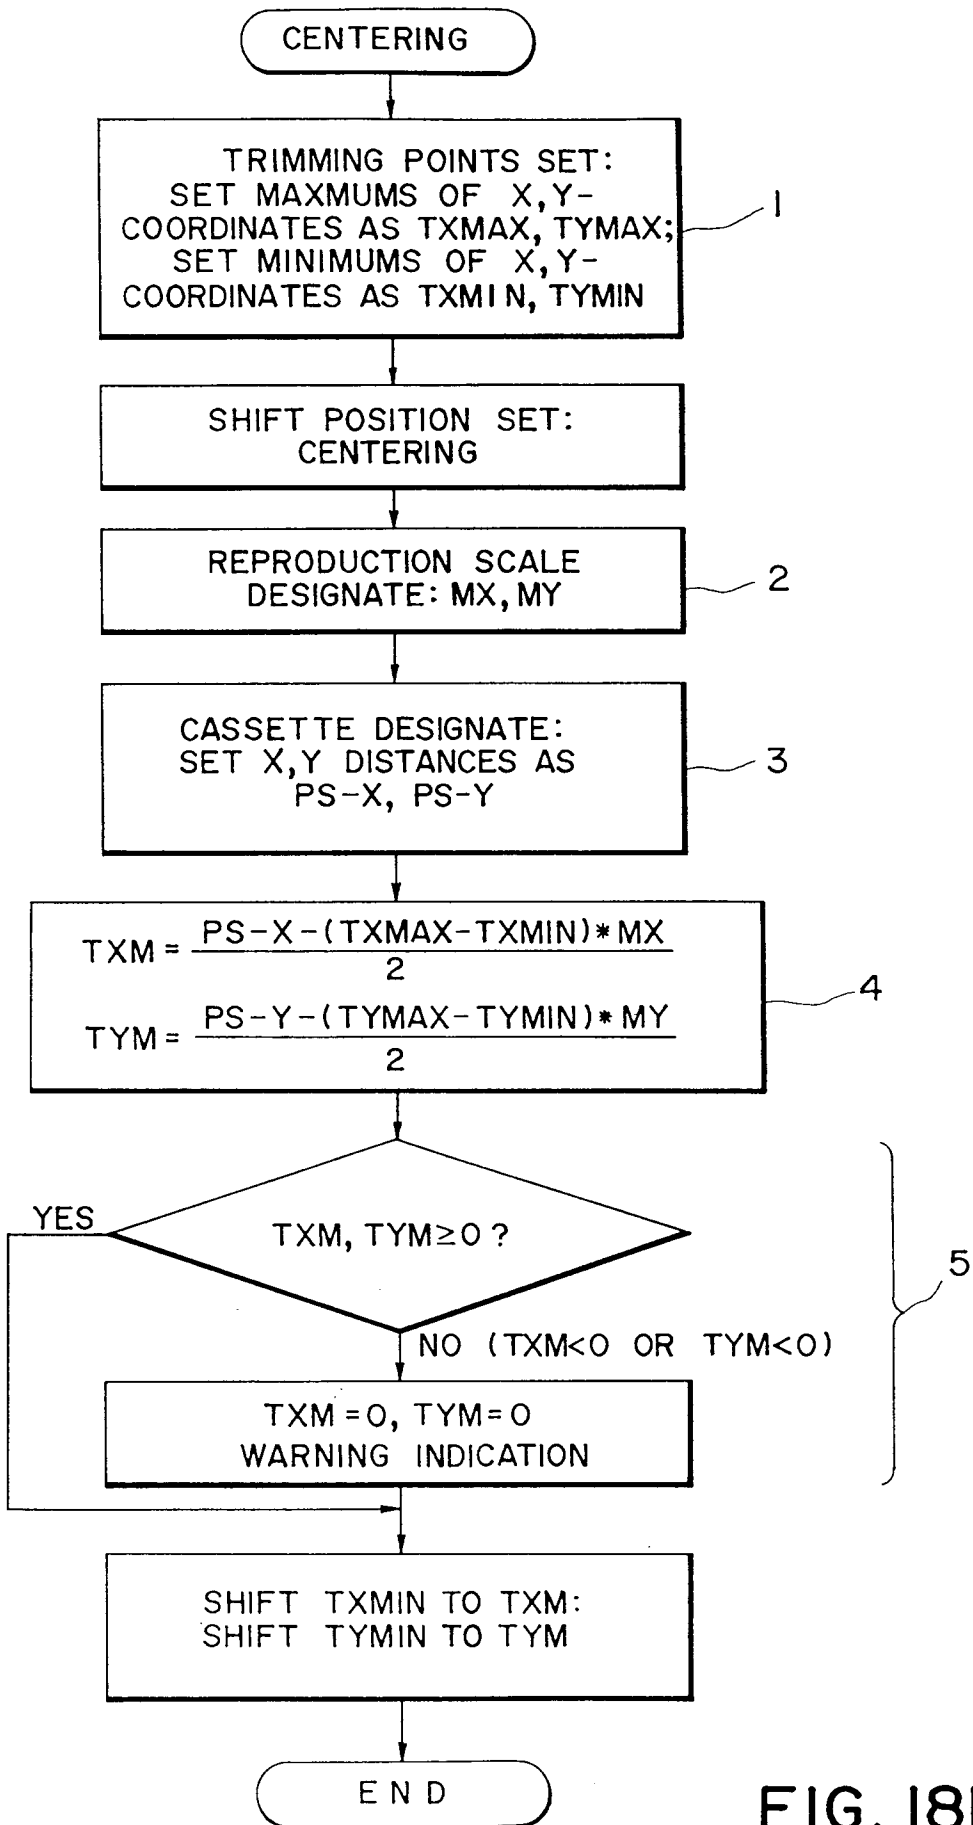 CENTERING
TRIMMING POINTS SET:
SET MAXMUMS OF X,Y-
COORDINATES AS TXMAX, TYMAX;
SET MINIMUMS OF X,Y-
COORDINATES AS TXMIN, TYMIN
1
SHIFT POSITION SET:
CENTERING
REPRODUCTION SCALE
DESIGNATE: MX, MY
2
CASSETTE DESIGNATE:
SET X,Y DISTANCES AS
PS-X, PS-Y
3
TXM = PS-X-(TXMAX-TXMIN)*MX
2
TYM = PS-Y-(TYMAX-TYMIN)*MY
2
4
YES
TXM, TYM≥0?
5
NO (TXM<0 OR TYM<0)
TXM=0, TYM=0
WARNING INDICATION
SHIFT TXMIN TO TXM:
SHIFT TYMIN TO TYM
END
FIG. 18